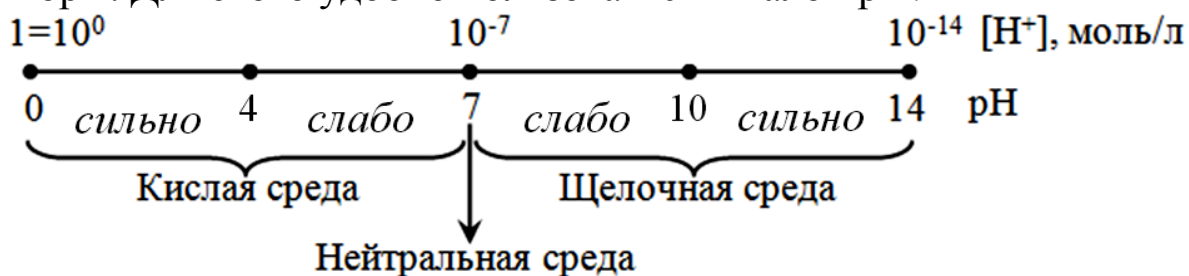 1=10⁰ 10⁻⁷ 10⁻¹⁴ [H⁺], моль/л
0 сильно 4 слабо 7 слабо 10 сильно 14 pH
Кислая среда Щелочная среда
Нейтральная среда